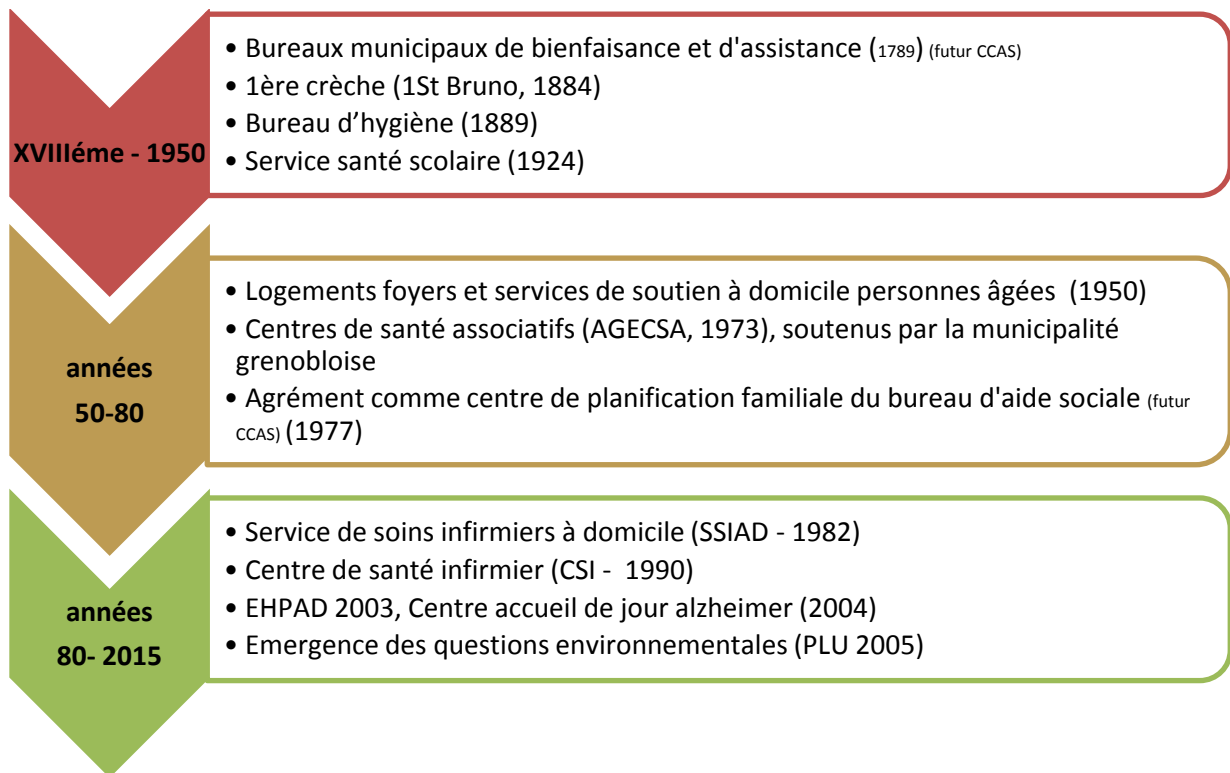 XVIIIéme - 1950
• Bureaux municipaux de bienfaisance et d'assistance (1789) (futur CCAS)
• 1ère crèche (1St Bruno, 1884)
• Bureau d’hygiène (1889)
• Service santé scolaire (1924)
années
50-80
• Logements foyers et services de soutien à domicile personnes âgées (1950)
• Centres de santé associatifs (AGECSA, 1973), soutenus par la municipalité
grenobloise
• Agrément comme centre de planification familiale du bureau d'aide sociale (futur
CCAS) (1977)
années
80- 2015
• Service de soins infirmiers à domicile (SSIAD - 1982)
• Centre de santé infirmier (CSI - 1990)
• EHPAD 2003, Centre accueil de jour alzheimer (2004)
• Emergence des questions environnementales (PLU 2005)